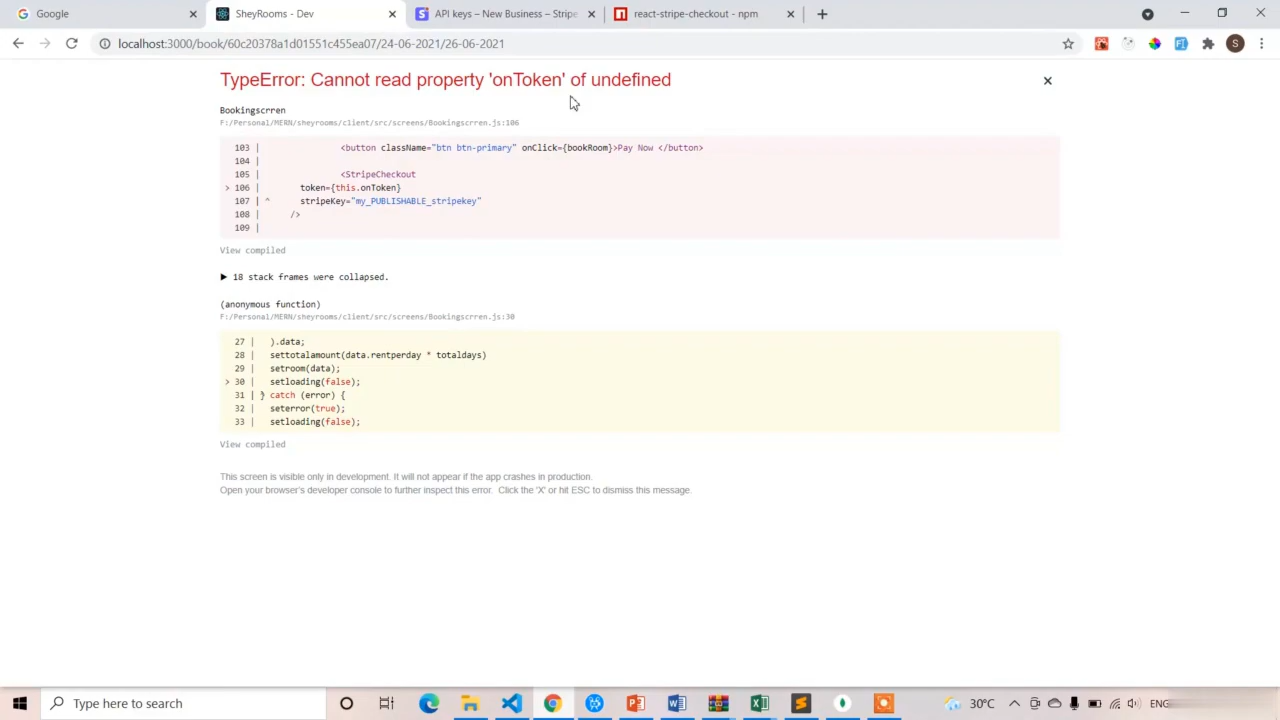 Google
SheyRooms - Dev
API keys – New Business – Stripe
react-stripe-checkout - npm
localhost:3000/book/60c20378a1d01551c455ea07/24-06-2021/26-06-2021
S
TypeError: Cannot read property 'onToken' of undefined
Bookingscrren
F:/Personal/MERN/sheyrooms/client/src/screens/Bookingscrren.js:106
103 | <button className="btn btn-primary" onClick={bookRoom}>Pay Now </button>
104 |
105 | <StripeCheckout
> 106 | token={this.onToken}
107 | ^ stripeKey="my_PUBLISHABLE_stripekey"
108 | />
109 |
View compiled
▶ 18 stack frames were collapsed.
(anonymous function)
F:/Personal/MERN/sheyrooms/client/src/screens/Bookingscrren.js:30
27 | ).data;
28 | settotalamount(data.rentperday * totaldays)
29 | setroom(data);
> 30 | setloading(false);
31 | } catch (error) {
32 | seterror(true);
33 | setloading(false);
View compiled
This screen is visible only in development. It will not appear if the app crashes in production.
Open your browser's developer console to further inspect this error. Click the 'X' or hit ESC to dismiss this message.
Type here to search
30°C
ENG